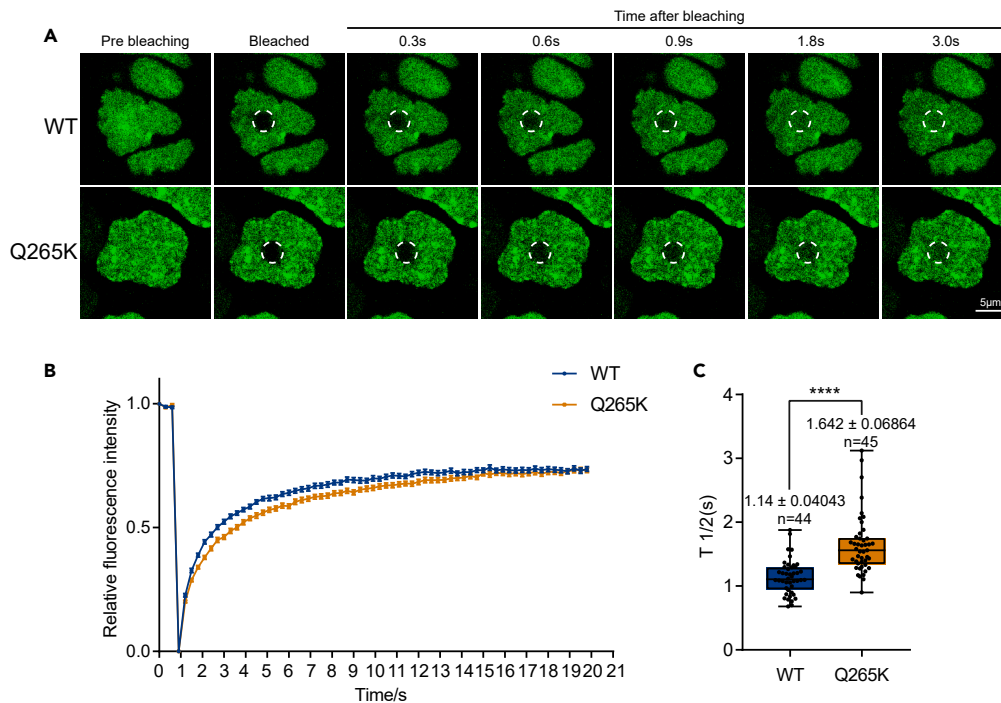 A
Time after bleaching
Pre bleaching Bleached 0.3s 0.6s 0.9s 1.8s 3.0s
WT
Q265K
5μm
B
WT
Q265K
Relative fluorescence intensity
1.0
0.5
0.0
0 1 2 3 4 5 6 7 8 9 10 11 12 13 14 15 16 17 18 19 20 21
Time/s
C
T 1/2(s)
4
3
2
1
0
****
1.642 ± 0.06864
n=45
1.14 ± 0.04043
n=44
WT Q265K